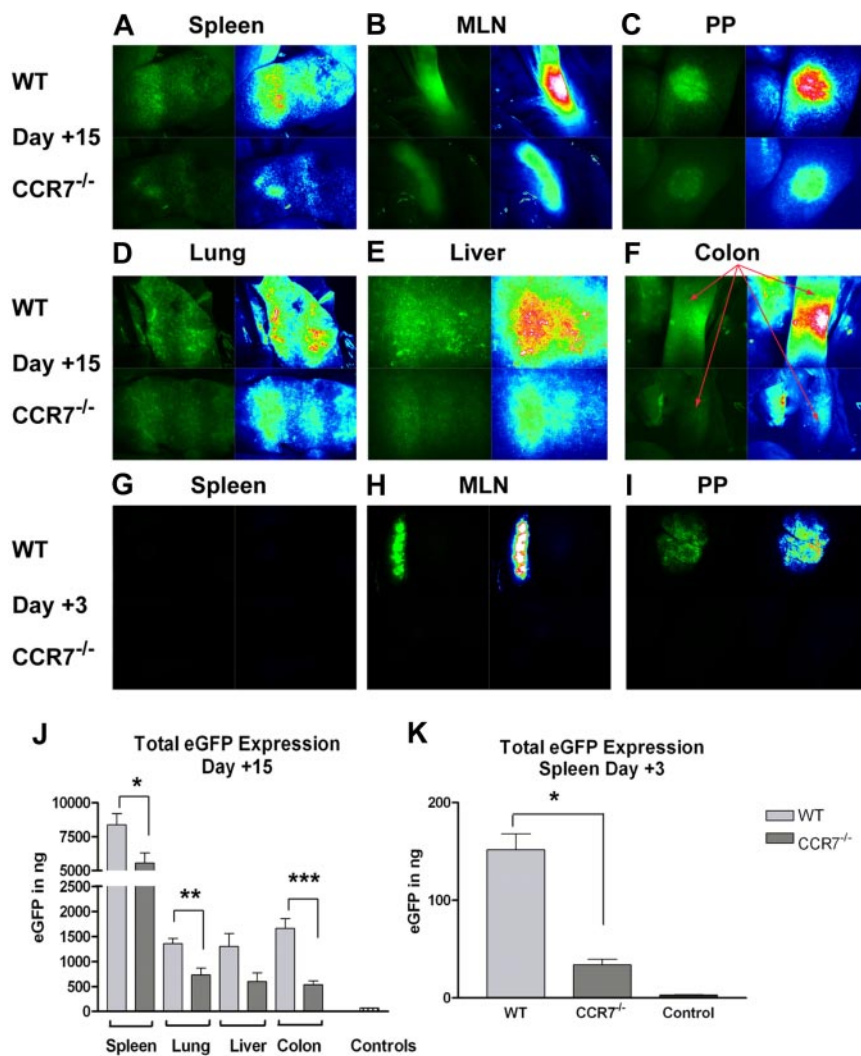 A Spleen B MLN C PP
WT
Day +15
CCR7-/-
D Lung E Liver F Colon
WT
Day +15
CCR7-/-
G Spleen H MLN I PP
WT
Day +3
CCR7-/-
J Total eGFP Expression
Day +15
* ** ***
eGFP in ng
10000
7500
5000
2500
2000
1500
1000
500
0
Spleen Lung Liver Colon Controls
K Total eGFP Expression
Spleen Day +3
*
eGFP in ng
200
100
0
WT CCR7-/- Control
WT
CCR7-/-